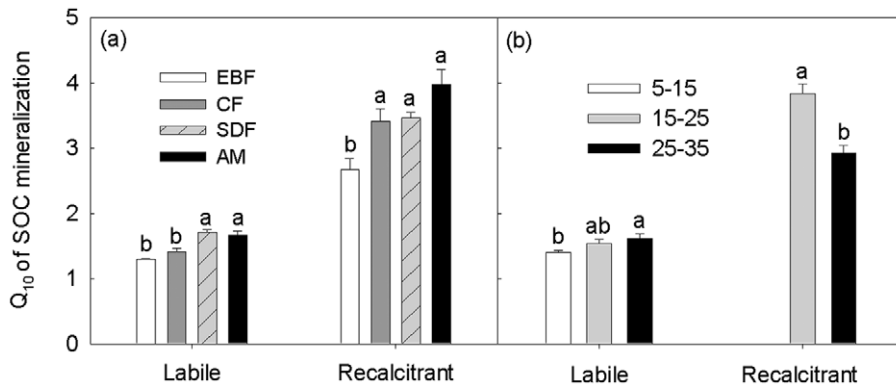 Q10 of SOC mineralization
5
4
3
2
1
0
(a)
EBF
CF
SDF
AM
b b a a
b a a a
Labile Recalcitrant
(b)
5-15
15-25
25-35
b ab a
a b
Labile Recalcitrant